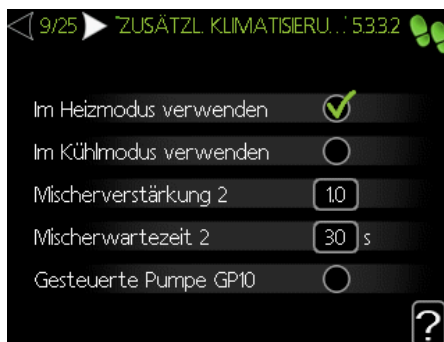 9/25 "ZUSÄTZL. KLIMATISIERU..." 5.3.3.2
Im Heizmodus verwenden
Im Kühlmodus verwenden
Mischerverstärkung 2 1.0
Mischerwartezeit 2 30 s
Gesteuerte Pumpe GP10
?